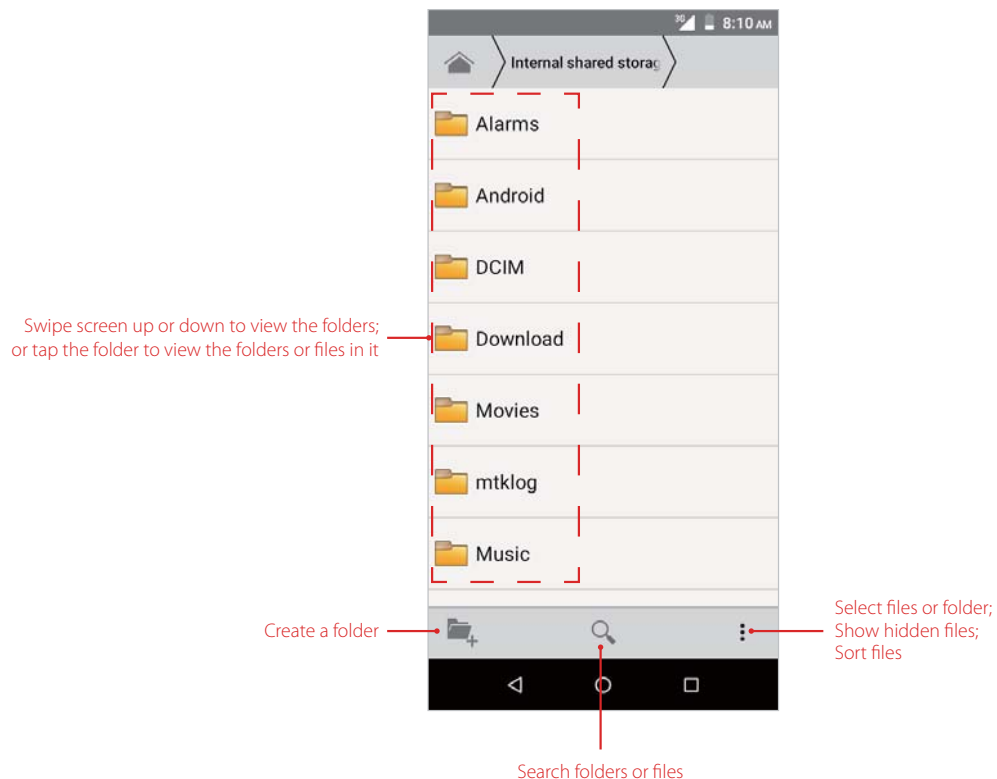 3G 8:10 AM
Internal shared storag
Alarms
Android
DCIM
Swipe screen up or down to view the folders;
or tap the folder to view the folders or files in it
Download
Movies
mtklog
Music
Create a folder
Select files or folder;
Show hidden files;
Sort files
Search folders or files